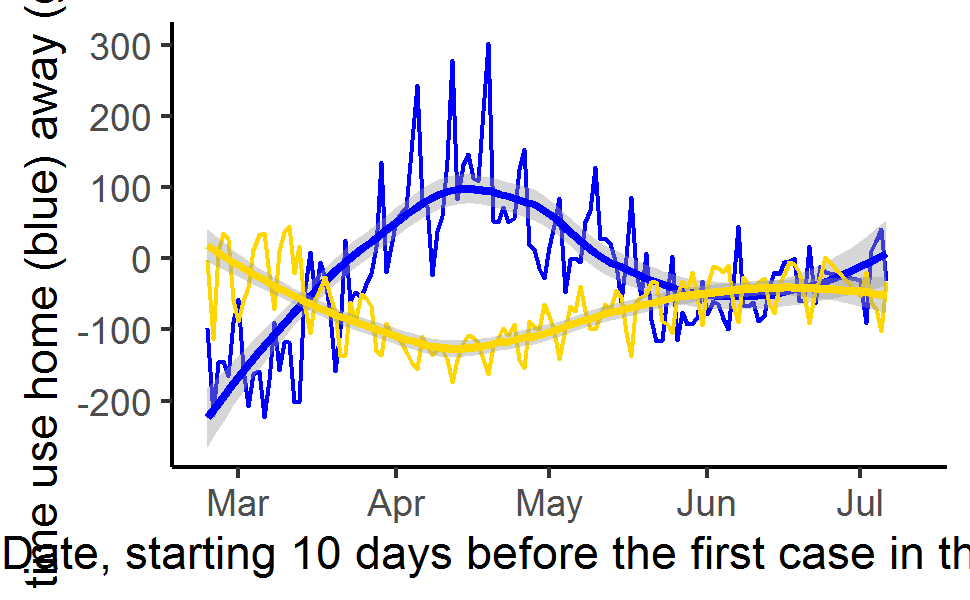 time use home (blue) away (
300
200
100
0
-100
-200
Mar Apr May Jun Jul
Date, starting 10 days before the first case in th